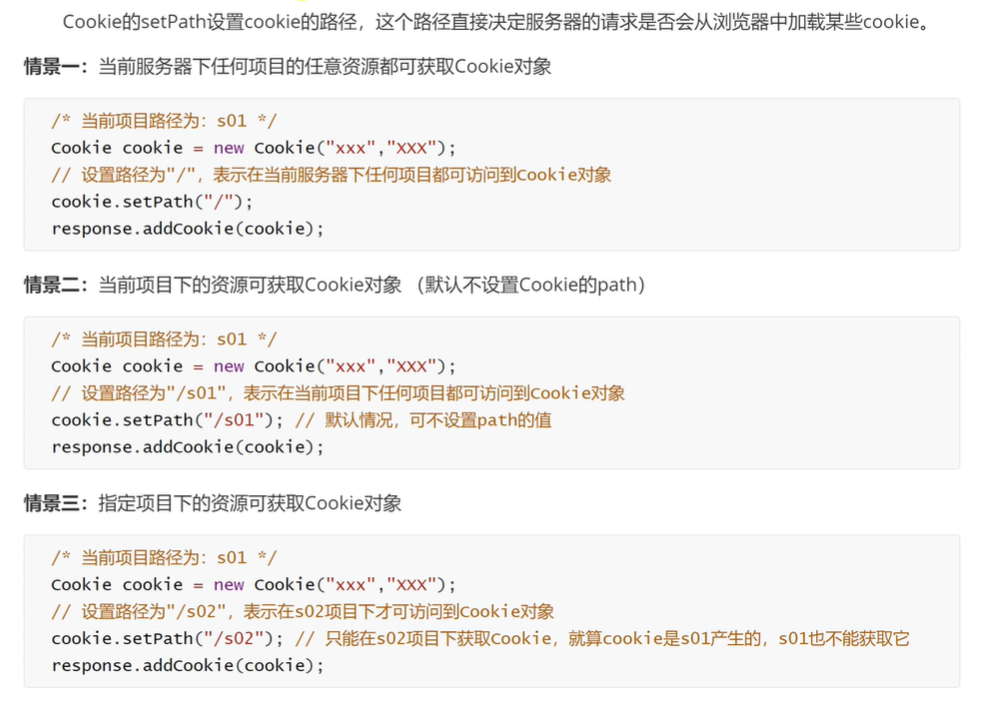 Cookie的setPath设置cookie的路径，这个路径直接决定服务器的请求是否会从浏览器中加载某些cookie。
情景一：当前服务器下任何项目的任意资源都可获取Cookie对象
/* 当前项目路径为：s01 */
Cookie cookie = new Cookie("xxx","XXX");
// 设置路径为"/"，表示在当前服务器下任何项目都可访问到Cookie对象
cookie.setPath("/");
response.addCookie(cookie);
情景二：当前项目下的资源可获取Cookie对象 （默认不设置Cookie的path）
/* 当前项目路径为：s01 */
Cookie cookie = new Cookie("xxx","XXX");
// 设置路径为"/s01"，表示在当前项目下任何项目都可访问到Cookie对象
cookie.setPath("/s01"); // 默认情况，可不设置path的值
response.addCookie(cookie);
情景三：指定项目下的资源可获取Cookie对象
/* 当前项目路径为：s01 */
Cookie cookie = new Cookie("xxx","XXX");
// 设置路径为"/s02"，表示在s02项目下才可访问到Cookie对象
cookie.setPath("/s02"); // 只能在s02项目下获取Cookie，就算cookie是s01产生的，s01也不能获取它
response.addCookie(cookie);